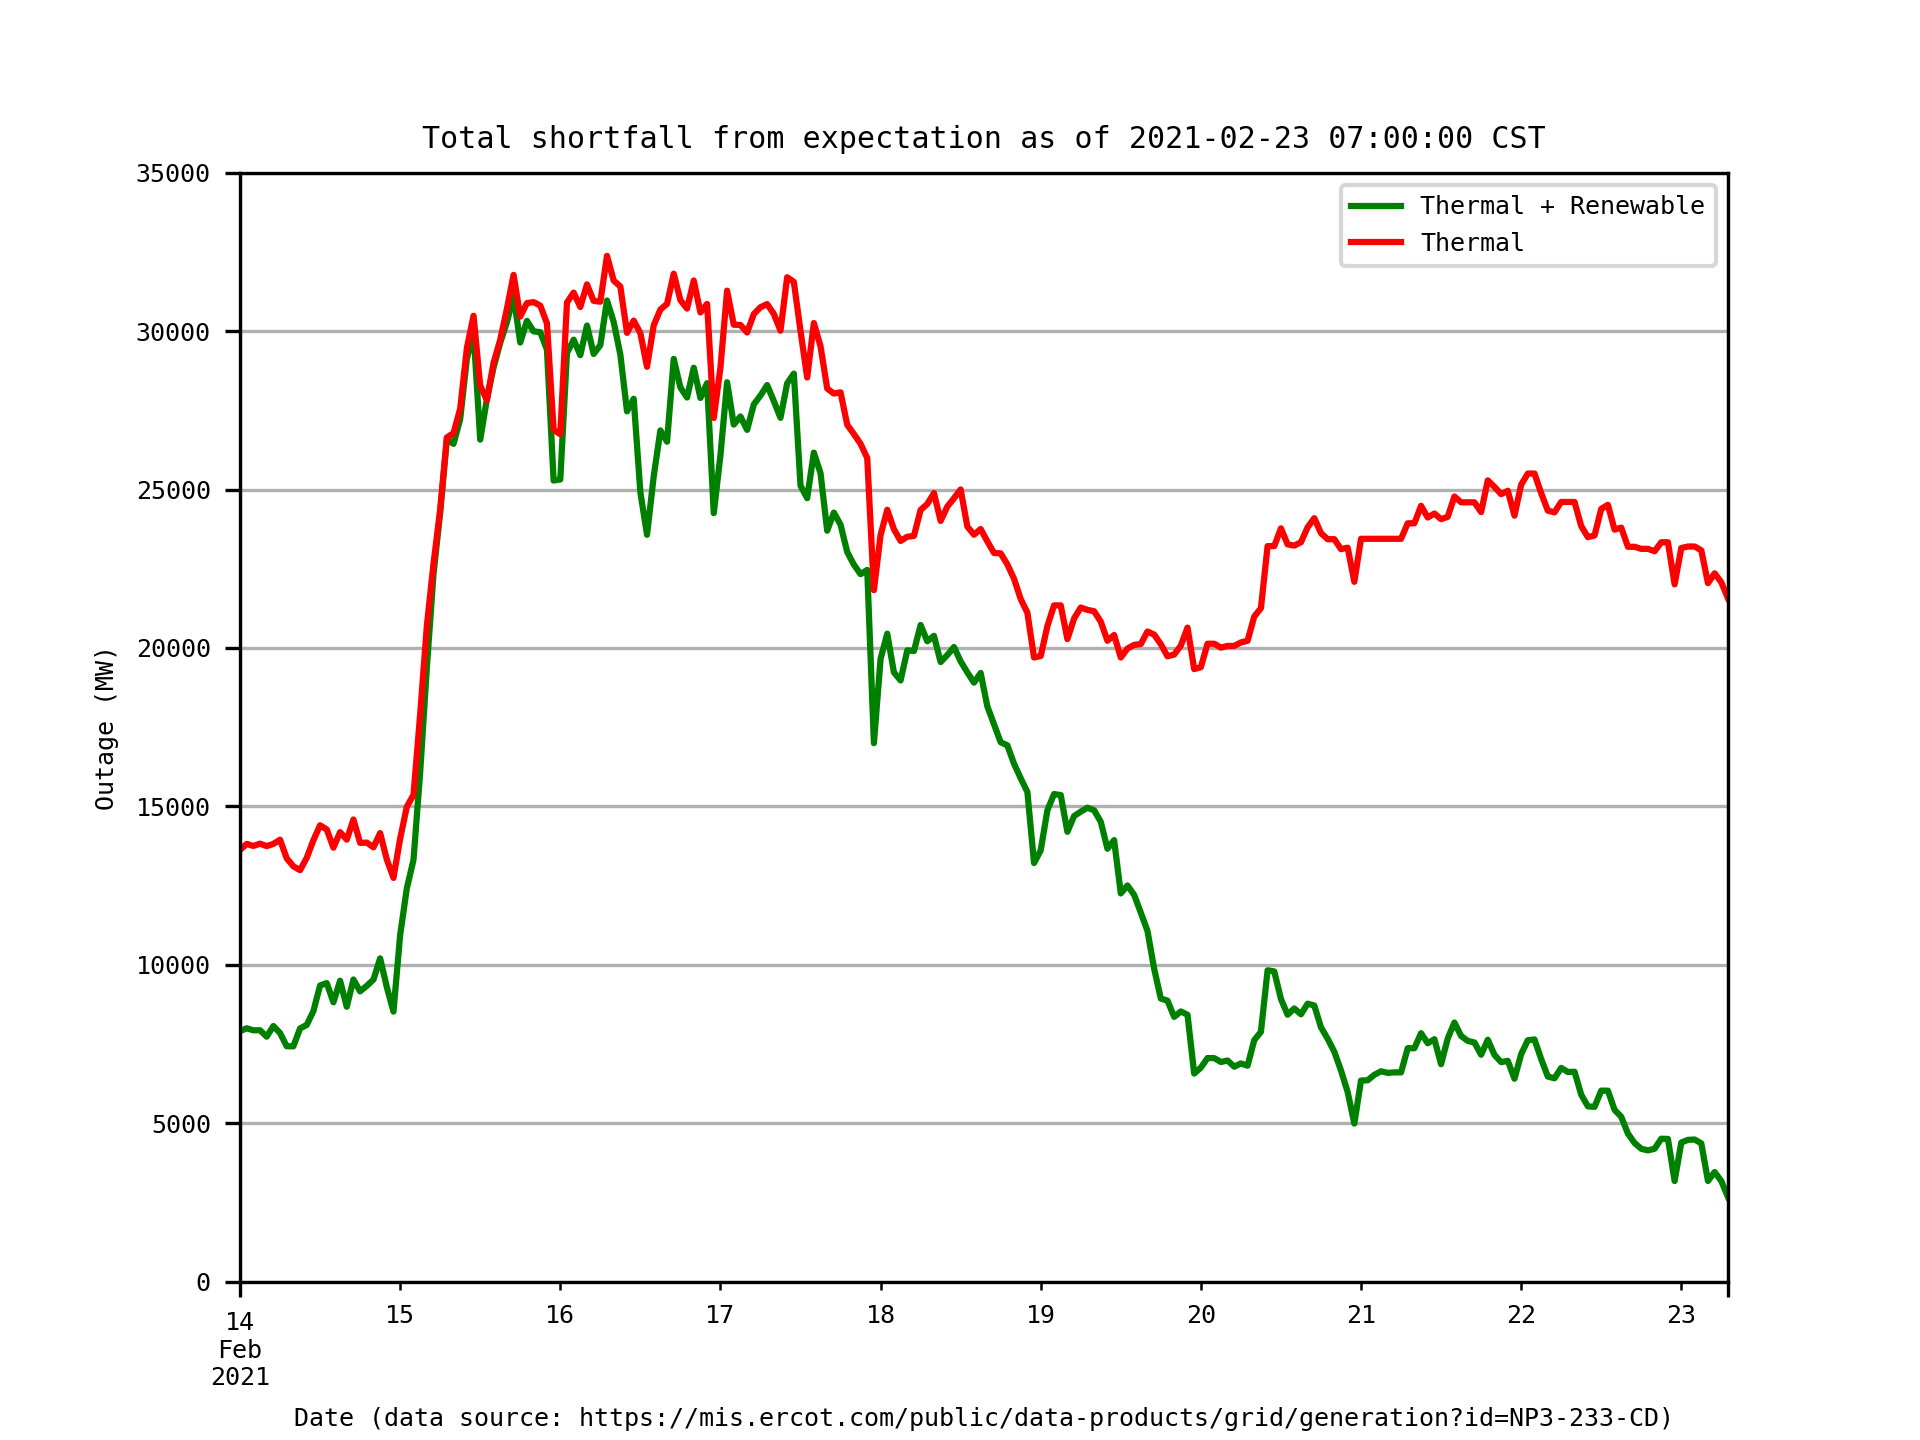 Total shortfall from expectation as of 2021-02-23 07:00:00 CST
Thermal + Renewable
Thermal
35000
30000
25000
20000
15000
10000
5000
0
Outage (MW)
14 15 16 17 18 19 20 21 22 23
Feb
2021
Date (data source: https://mis.ercot.com/public/data-products/grid/generation?id=NP3-233-CD)